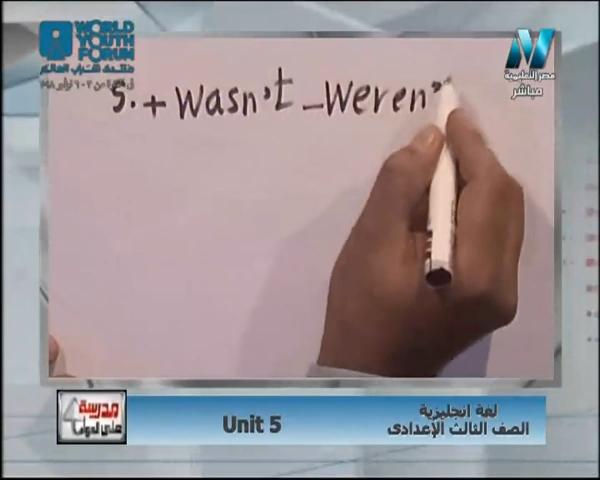 WORLD
YOUTH
FORUM
منتدى شباب العالم
مصر التعليمية
مباشر
S. + wasn't - weren't
مدرسة
على الهواء
Unit 5
لغة إنجليزية
الصف الثالث الإعدادى